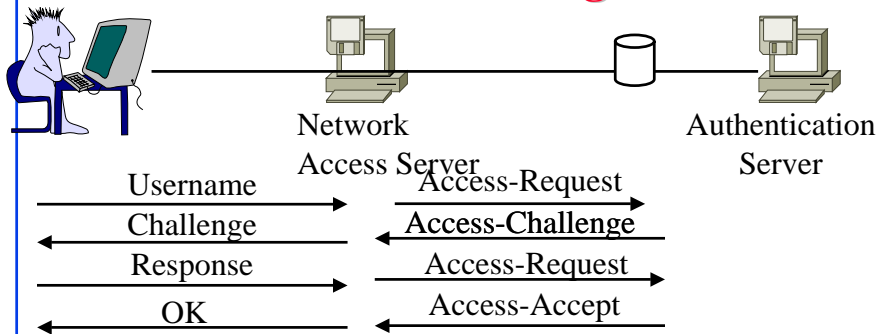 Network
Access Server
Authentication
Server
Username
Access-Request
Challenge
Access-Challenge
Response
Access-Request
OK
Access-Accept